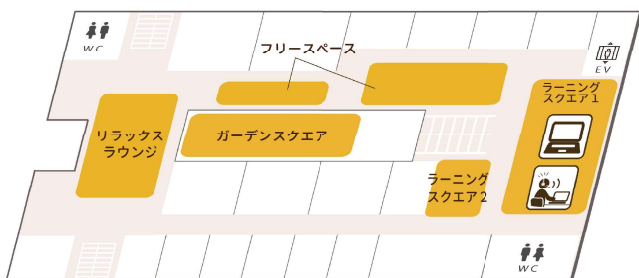 WC
フリースペース
EV
ラーニング
スクエア1
リラックス
ラウンジ
ガーデンスクエア
ラーニング
スクエア2
WC